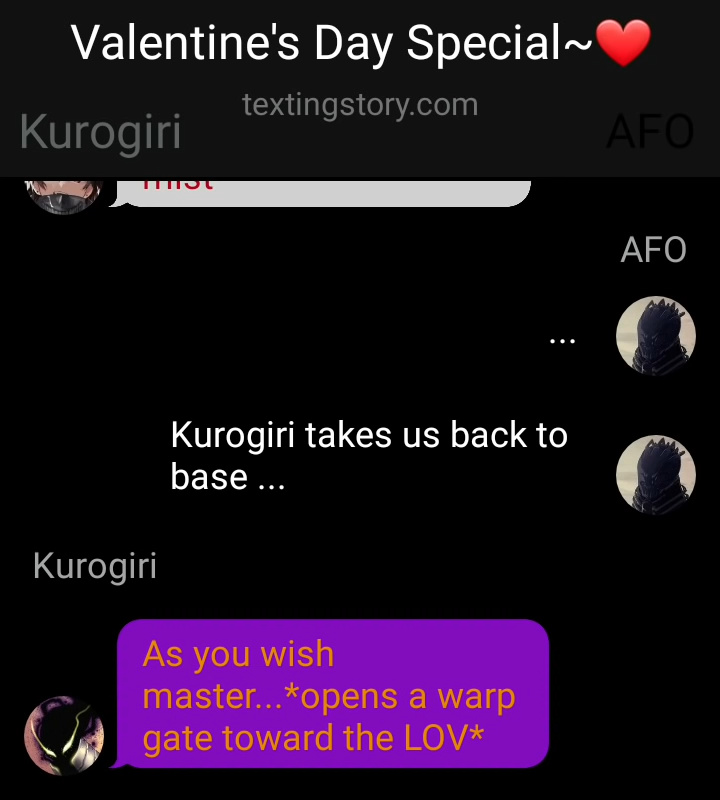 Valentine's Day Special~❤️
textingstory.com
Kurogiri
AFO
mist
AFO
...
Kurogiri takes us back to
base ...
Kurogiri
As you wish
master...*opens a warp
gate toward the LOV*